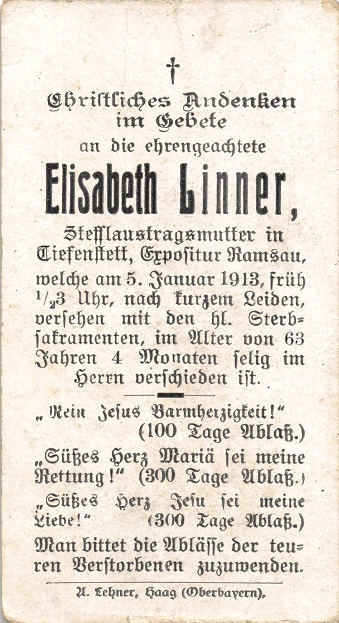 †
Christliches Andenken
im Gebete
an die ehrengeachtete
Elisabeth Linner,
Stefflaustragsmutter in
Tiefenstett, Expositur Ramsau,
welche am 5. Januar 1913, früh
1/23 Uhr, nach kurzem Leiden,
versehen mit den hl. Sterb-
sakramenten, im Alter von 63
Jahren 4 Monaten selig im
Herrn verschieden ist.
„Mein Jesus Barmherzigkeit!"
(100 Tage Ablaß.)
„Süßes Herz Mariä sei meine
Rettung!" (300 Tage Ablaß.)
„Süßes Herz Jesu sei meine
Liebe!" (300 Tage Ablaß.)
Man bittet die Ablässe der teu-
ren Verstorbenen zuzuwenden.
A. Lehner, Haag (Oberbayern).